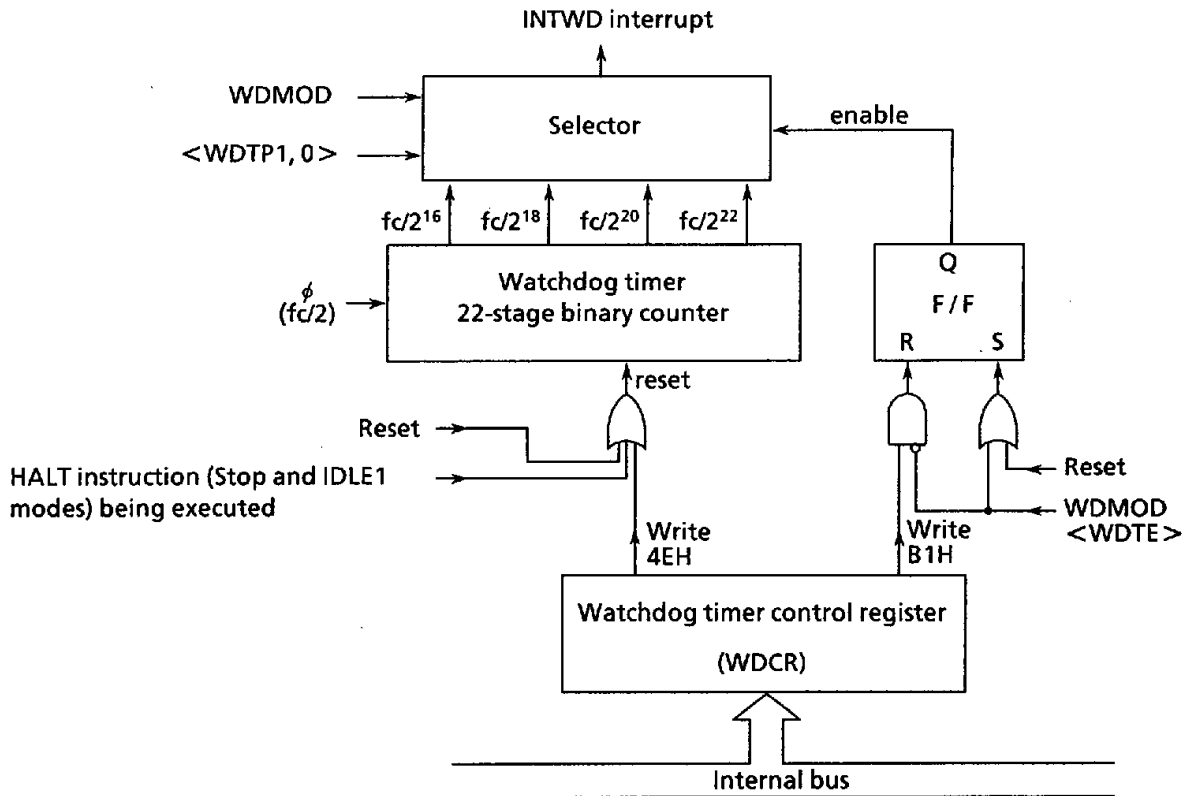 INTWD interrupt
WDMOD
<WDTP1, 0>
Selector
enable
fc/2¹⁶
fc/2¹⁸
fc/2²⁰
fc/2²²
ϕ
(fc/2)
Watchdog timer
22-stage binary counter
Q
F / F
R
S
reset
Reset
HALT instruction (Stop and IDLE1
modes) being executed
Reset
WDMOD
<WDTE>
Write
4EH
Write
B1H
Watchdog timer control register
(WDCR)
Internal bus